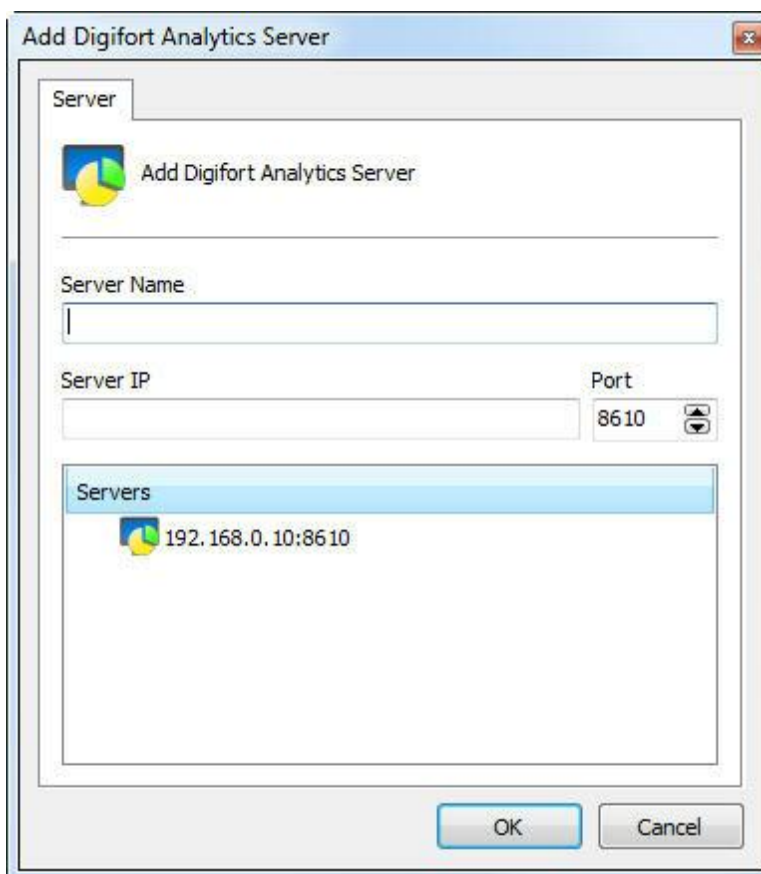 Add Digifort Analytics Server
Server
Add Digifort Analytics Server
Server Name
Server IP
Port
8610
Servers
192.168.0.10:8610
OK
Cancel